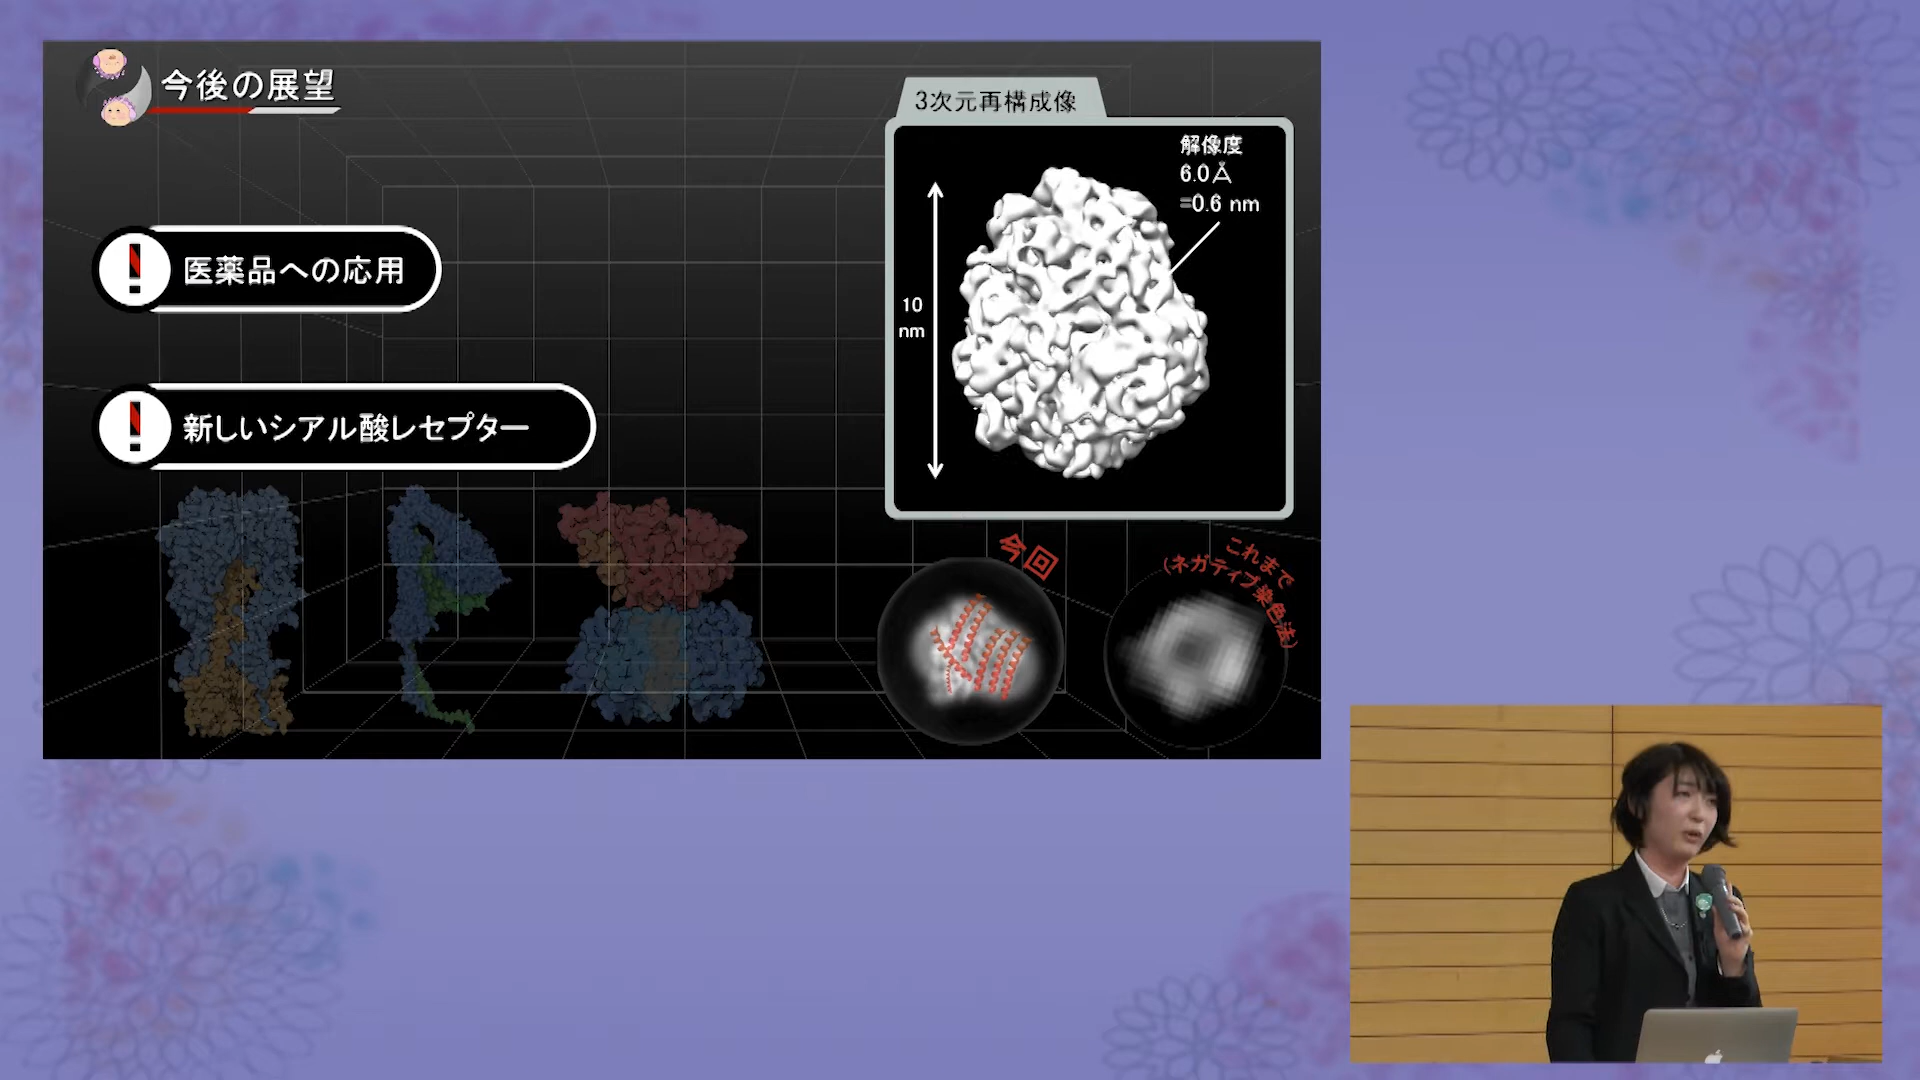 今後の展望
医薬品への応用
新しいシアル酸レセプター
3次元再構成像
解像度
6.0Å
=0.6 nm
10
nm
今回
これまで
(ネガティブ染色法)